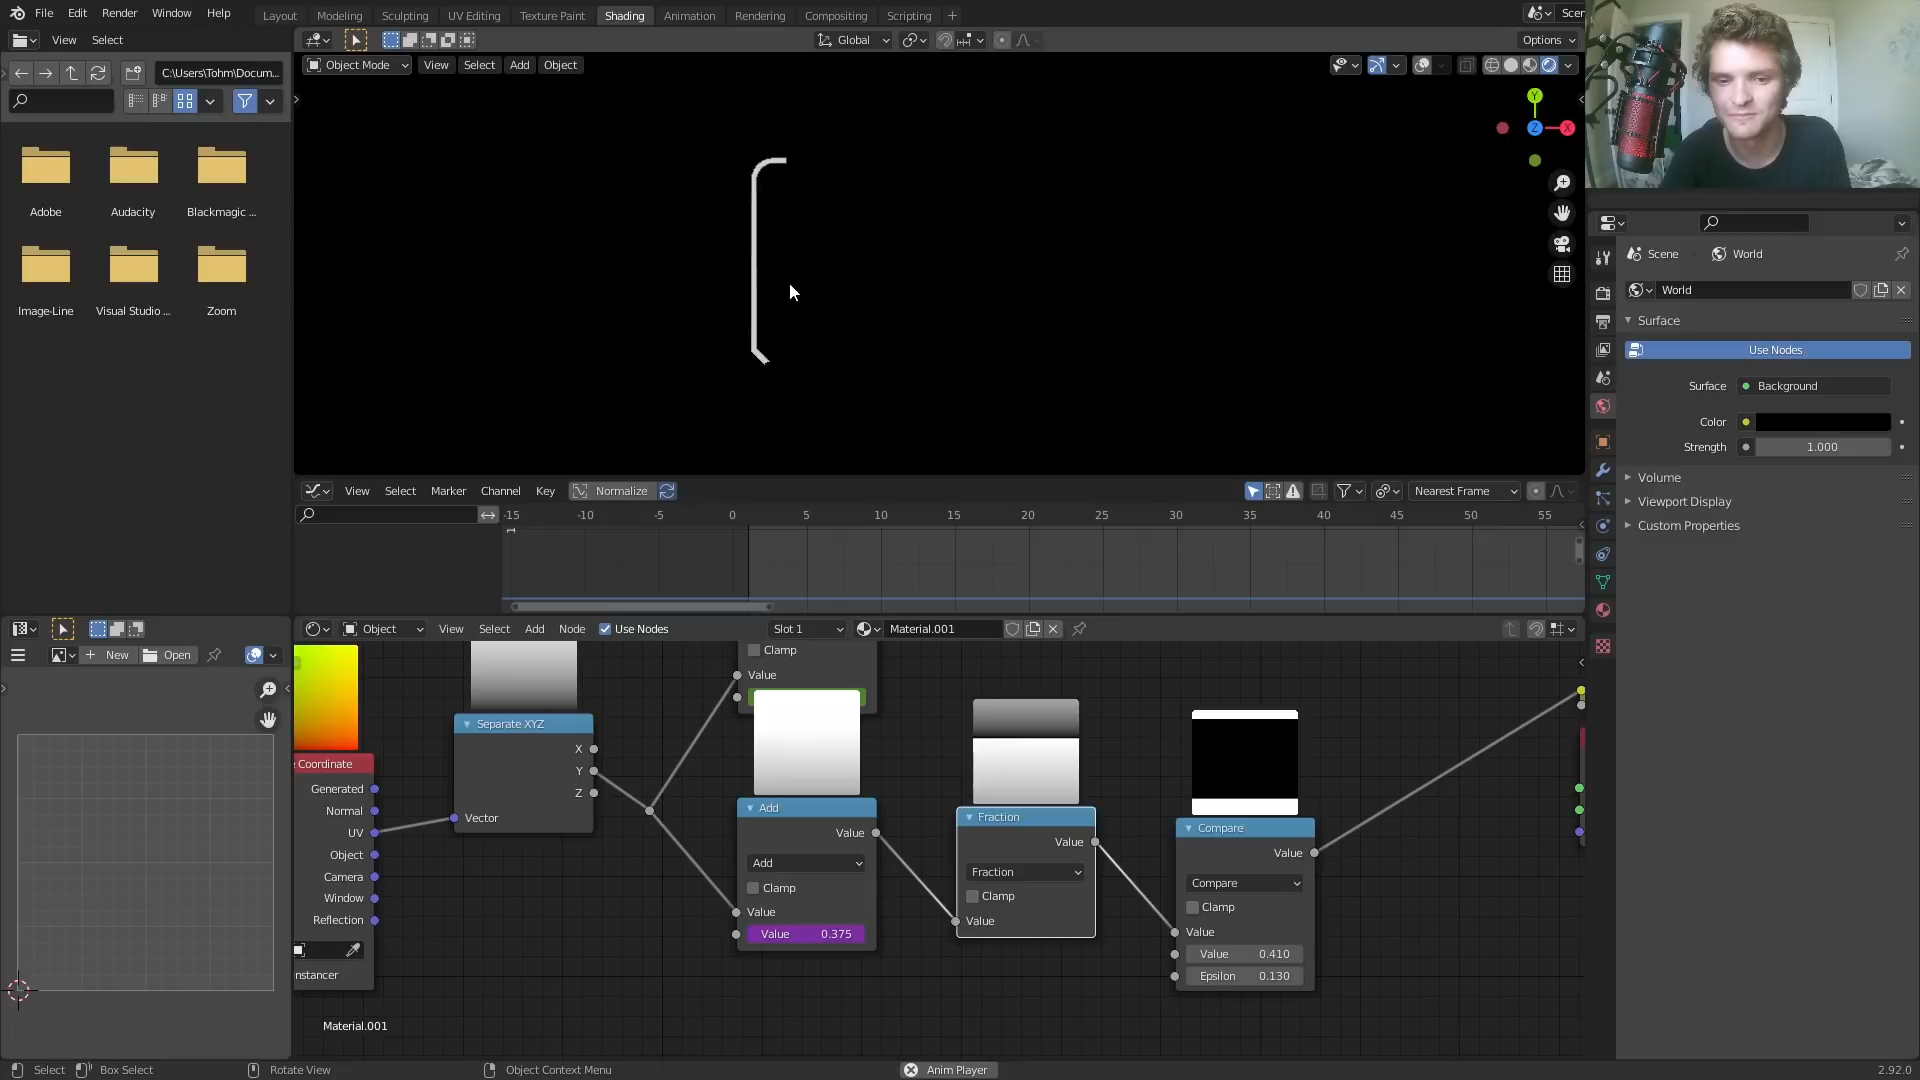 File Edit Render Window Help
Layout Modeling Sculpting UV Editing Texture Paint Shading Animation Rendering Compositing Scripting +
View Select
Global
Options
C:\Users\Tohm\Docum...
Object Mode View Select Add Object
Y
Z
X
Adobe Audacity Blackmagic ...
Image-Line Visual Studio ... Zoom
Scene World
World
Surface
Use Nodes
Surface Background
Color
Strength 1.000
Volume
Viewport Display
Custom Properties
View Select Marker Channel Key Normalize Nearest Frame
-15 -10 -5 0 5 10 15 20 25 30 35 40 45 50 55
1
Object View Select Add Node Use Nodes Slot 1 Material.001
New Open
Clamp
Value
Separate XYZ
X
Y
Z
Vector
Coordinate
Generated
Normal
UV
Object
Camera
Window
Reflection
nstancer
Add
Value
Add
Clamp
Value
Value 0.375
Fraction
Value
Fraction
Clamp
Value
Compare
Value
Compare
Clamp
Value
Value 0.410
Epsilon 0.130
Material.001
Select Box Select Rotate View Object Context Menu Anim Player 2.92.0